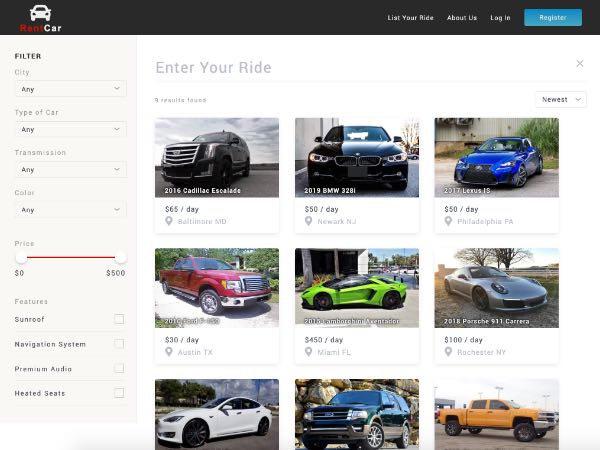 RentCar
List Your Ride
About Us
Log In
Register
FILTER
City
Any
Type of Car
Any
Transmission
Any
Color
Any
Price
$0
$500
Features
Sunroof
Navigation System
Premium Audio
Heated Seats
Enter Your Ride
9 results found
Newest
2016 Cadillac Escalade
$65 / day
Baltimore MD
2019 BMW 328i
$50 / day
Newark NJ
2017 Lexus IS
$50 / day
Philadelphia PA
Ford F-150
$30 / day
Austin TX
Lamborghini Aventador
$450 / day
Miami FL
2018 Porsche 911 Carrera
$100 / day
Rochester NY